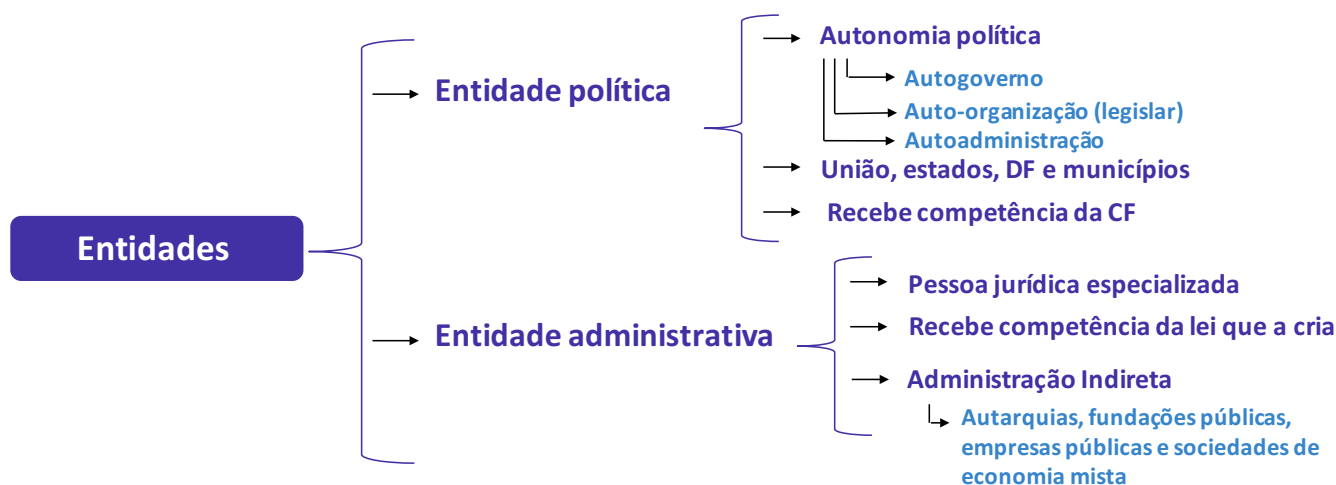 Entidades
Entidade política
Autonomia política
Autogoverno
Auto-organização (legislar)
Autoadministração
União, estados, DF e municípios
Recebe competência da CF
Entidade administrativa
Pessoa jurídica especializada
Recebe competência da lei que a cria
Administração Indireta
Autarquias, fundações públicas,
empresas públicas e sociedades de
economia mista